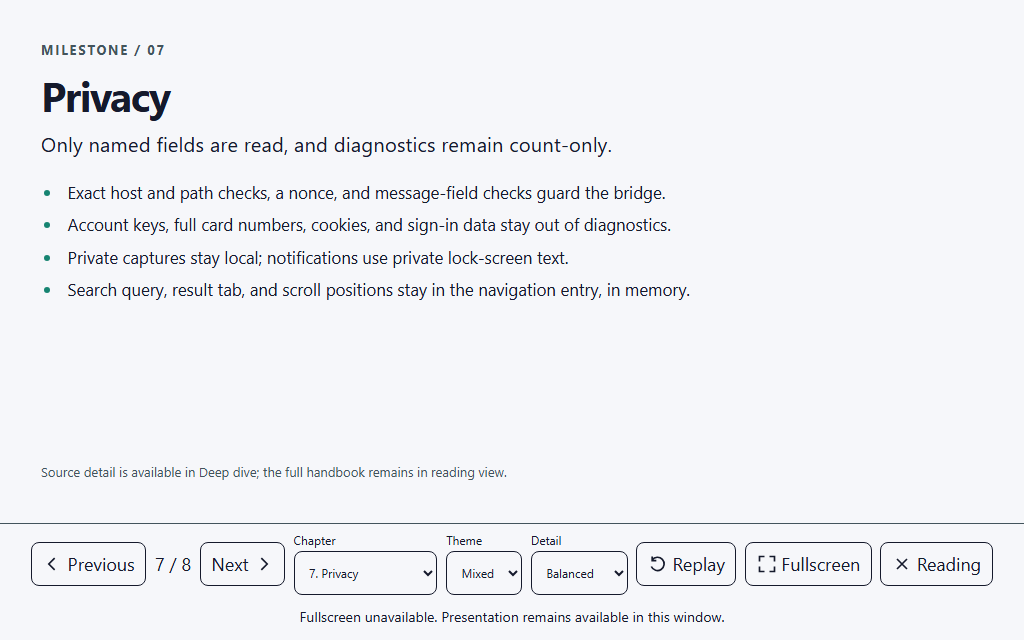 MILESTONE / 07
Privacy
Only named fields are read, and diagnostics remain count-only.
Exact host and path checks, a nonce, and message-field checks guard the bridge.
Account keys, full card numbers, cookies, and sign-in data stay out of diagnostics.
Private captures stay local; notifications use private lock-screen text.
Search query, result tab, and scroll positions stay in the navigation entry, in memory.
Source detail is available in Deep dive; the full handbook remains in reading view.
Chapter Theme Detail
Previous 7 / 8 Next 7. Privacy Mixed Balanced Replay Fullscreen Reading
Fullscreen unavailable. Presentation remains available in this window.